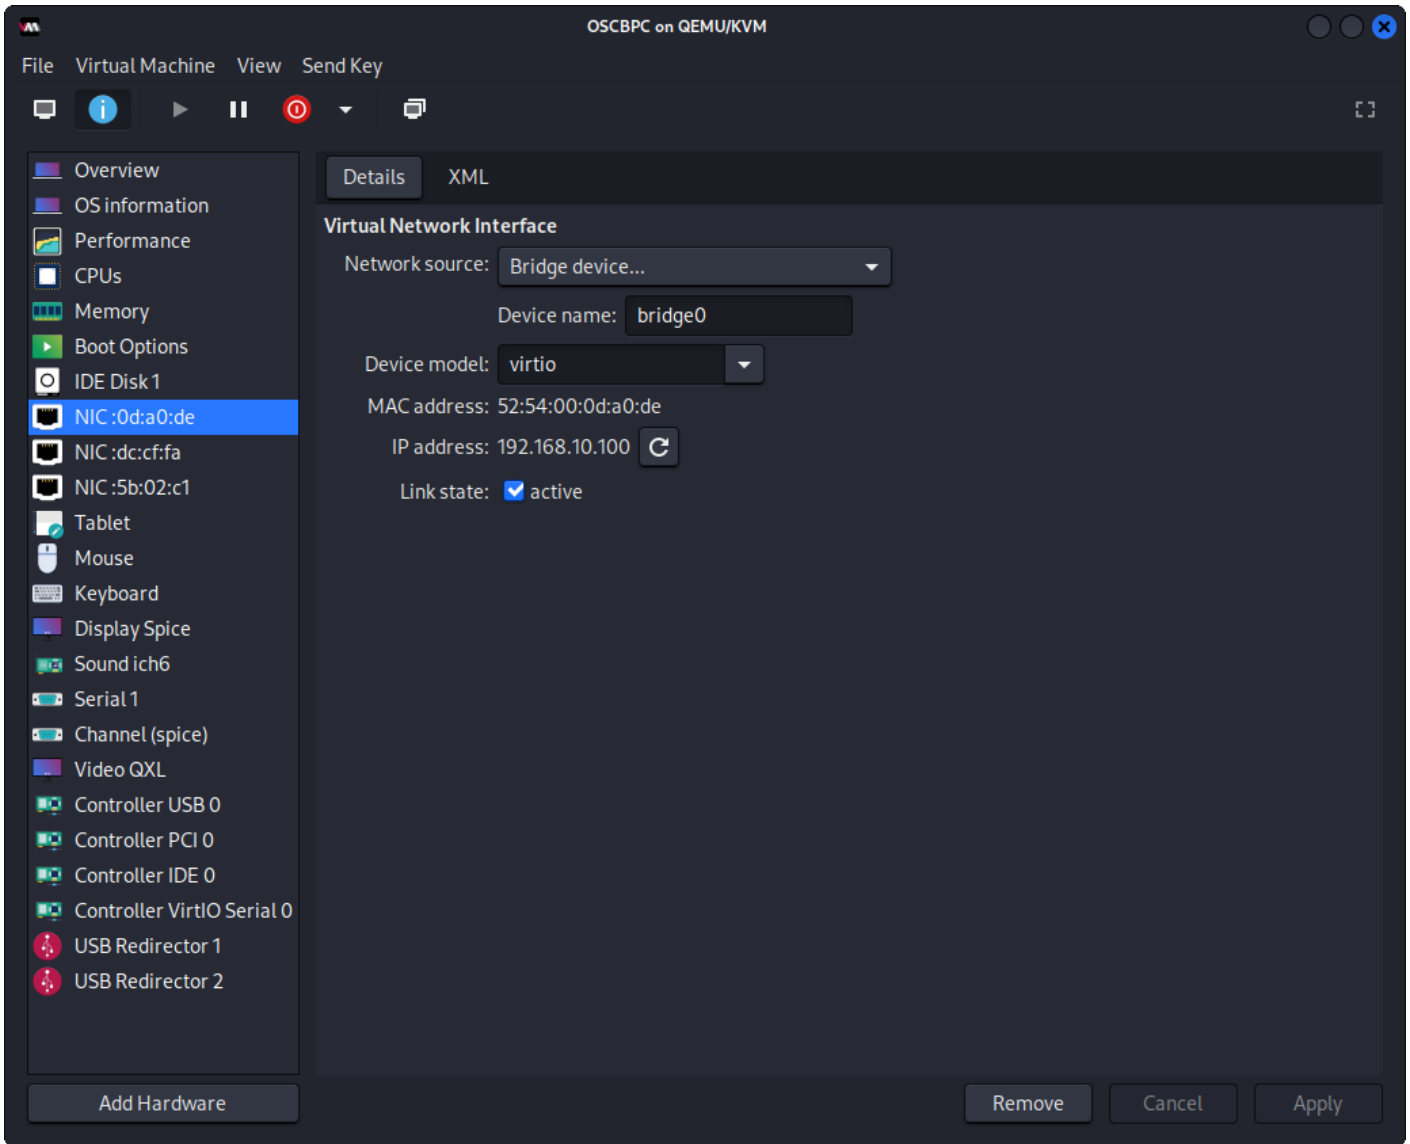 OSCBPC on QEMU/KVM
File Virtual Machine View Send Key
Overview
OS information
Performance
CPUs
Memory
Boot Options
IDE Disk 1
NIC :0d:a0:de
NIC :dc:cf:fa
NIC :5b:02:c1
Tablet
Mouse
Keyboard
Display Spice
Sound ich6
Serial 1
Channel (spice)
Video QXL
Controller USB 0
Controller PCI 0
Controller IDE 0
Controller VirtIO Serial 0
USB Redirector 1
USB Redirector 2
Add Hardware
Details XML
Virtual Network Interface
Network source: Bridge device...
Device name: bridge0
Device model: virtio
MAC address: 52:54:00:0d:a0:de
IP address: 192.168.10.100
Link state: active
Remove Cancel Apply